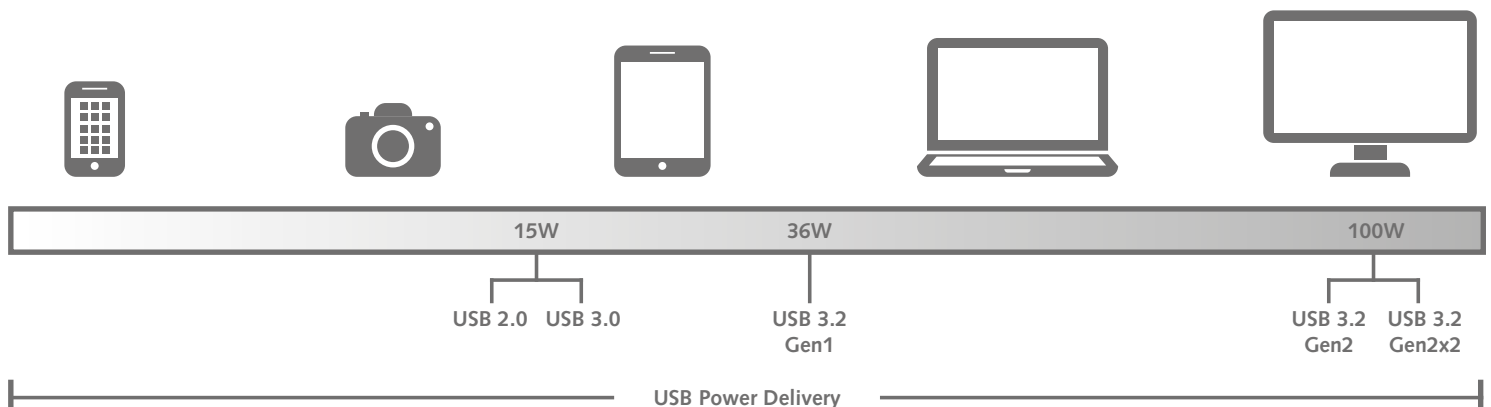 15W 36W 100W
USB 2.0 USB 3.0 USB 3.2 USB 3.2 USB 3.2
Gen1 Gen2 Gen2x2
USB Power Delivery